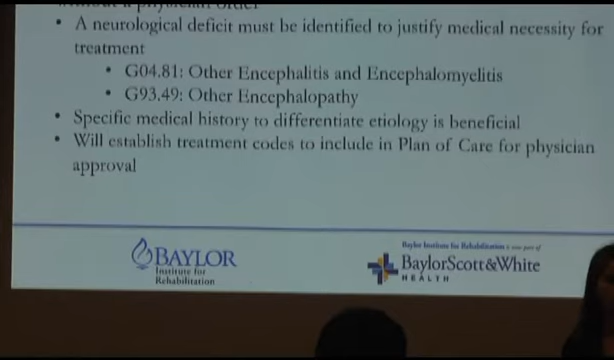 without a physician order
• A neurological deficit must be identified to justify medical necessity for
treatment
• G04.81: Other Encephalitis and Encephalomyelitis
• G93.49: Other Encephalopathy
• Specific medical history to differentiate etiology is beneficial
• Will establish treatment codes to include in Plan of Care for physician
approval
BAYLOR
Institute for
Rehabilitation
Baylor Institute for Rehabilitation is now part of
BaylorScott&White
HEALTH